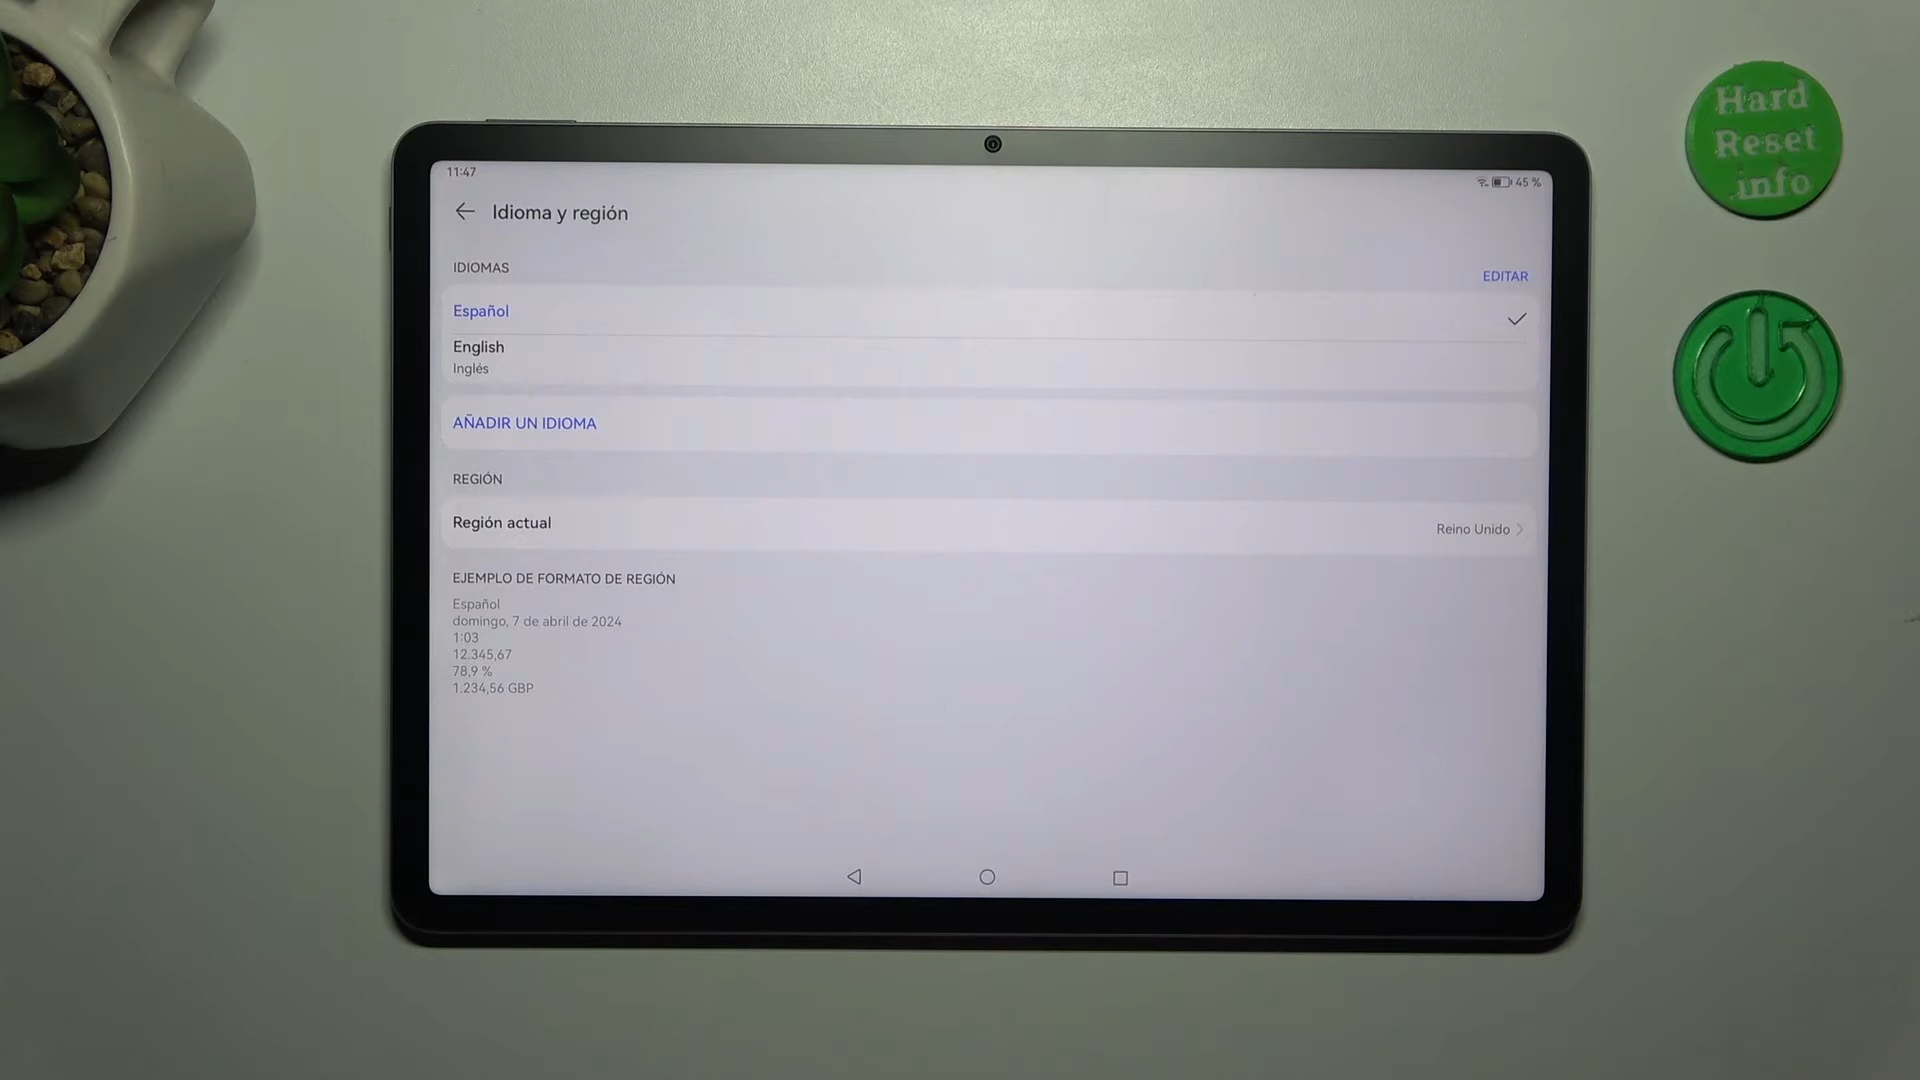 11:47
45 %
Idioma y región
IDIOMAS
EDITAR
Español
English
Inglés
AÑADIR UN IDIOMA
REGIÓN
Región actual
Reino Unido
EJEMPLO DE FORMATO DE REGIÓN
Español
domingo, 7 de abril de 2024
1:03
12.345,67
78,9 %
1.234,56 GBP
Hard
Reset
info